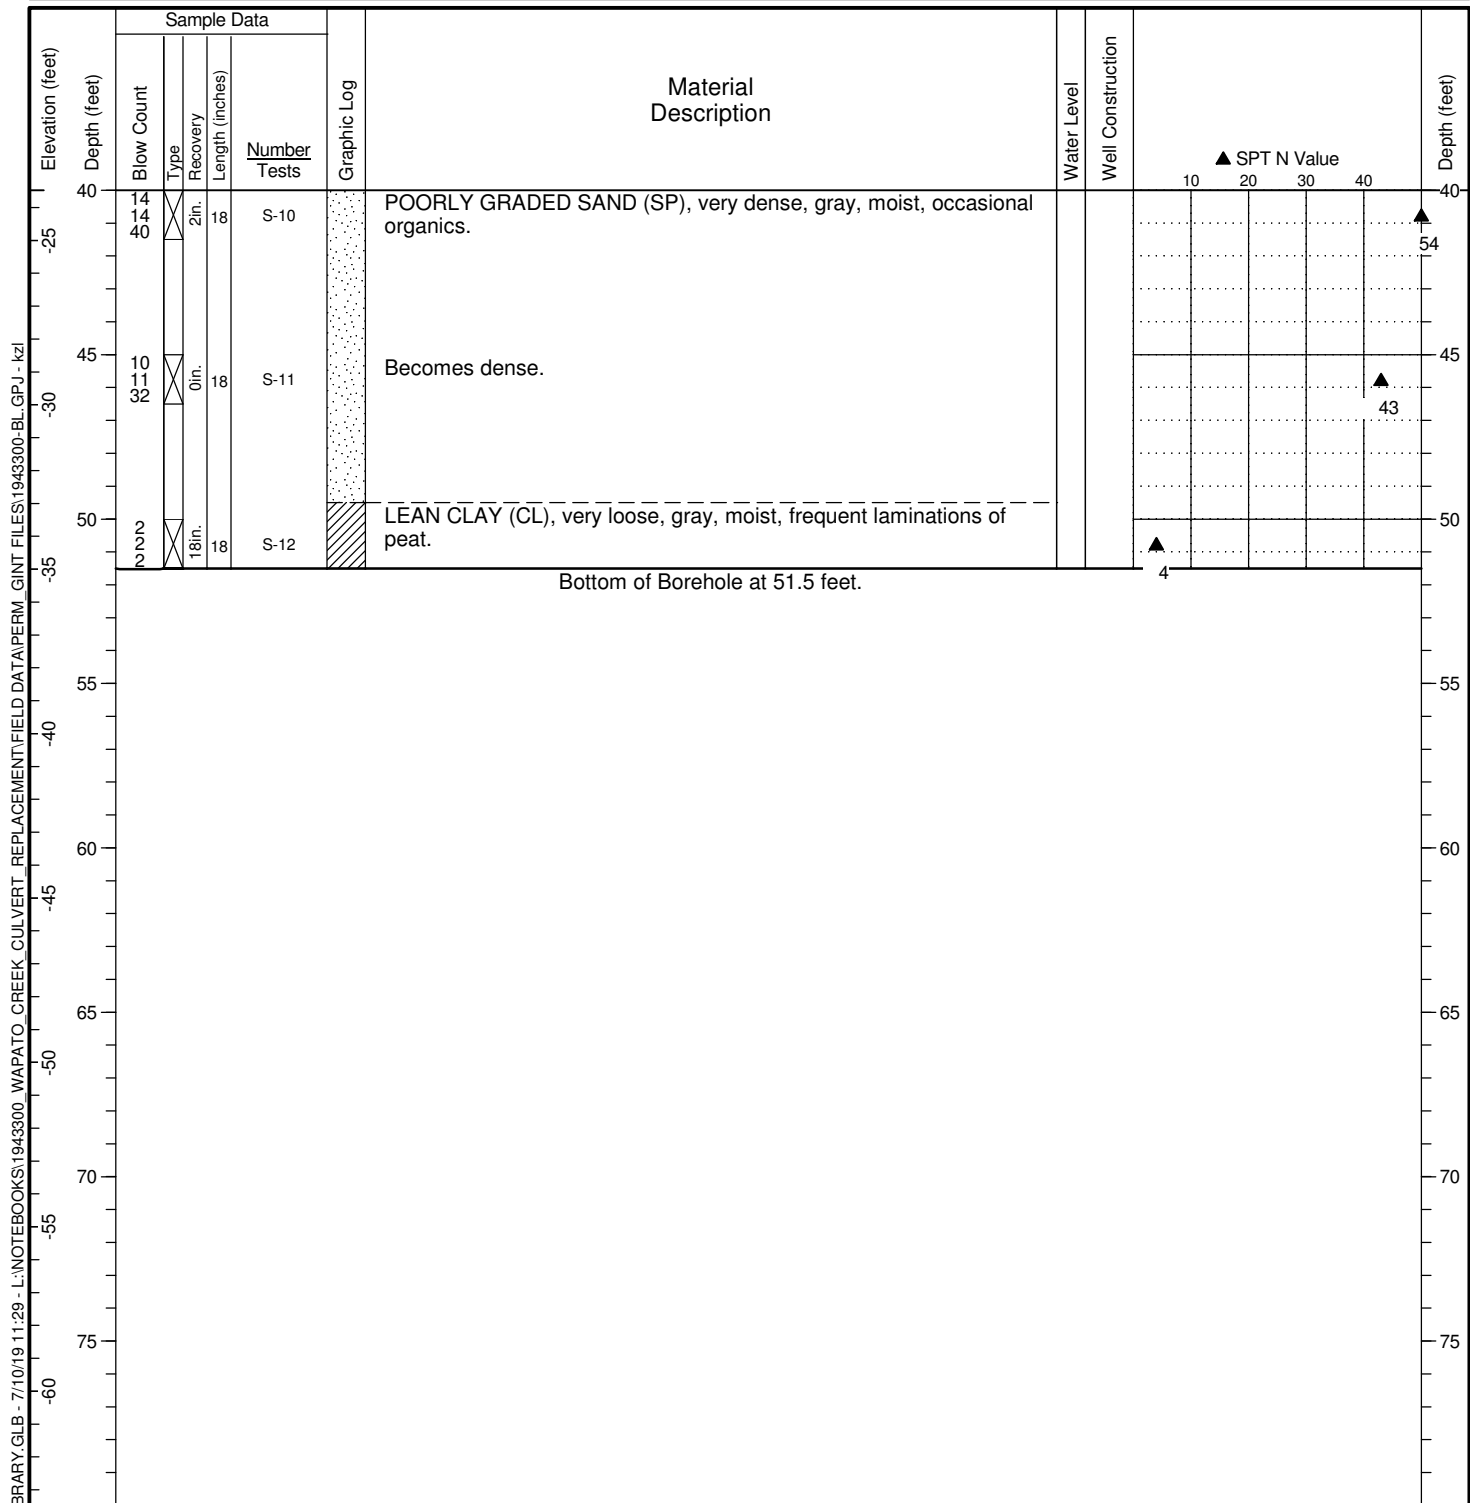 Sample Data
Elevation (feet)
Depth (feet)
Blow Count
Type
Recovery
Length (inches)
Number
Tests
Graphic Log
Material
Description
Water Level
Well Construction
▲ SPT N Value
Depth (feet)
10 20 30 40
40
14
14
40
2in.
18
S-10
POORLY GRADED SAND (SP), very dense, gray, moist, occasional
organics.
40
54
-25
45
10
11
32
0in.
18
S-11
Becomes dense.
45
43
-30
50
2
2
2
18in.
18
S-12
LEAN CLAY (CL), very loose, gray, moist, frequent laminations of
peat.
50
4
-35
Bottom of Borehole at 51.5 feet.
55
55
-40
60
60
-45
65
65
-50
70
70
-55
75
75
-60
BRARY.GLB - 7/10/19 11:29 - L:\NOTEBOOKS\1943300_WAPATO_CREEK_CULVERT_REPLACEMENT\FIELD DATA\PERM_GINT FILES\1943300-BL.GPJ - kzl